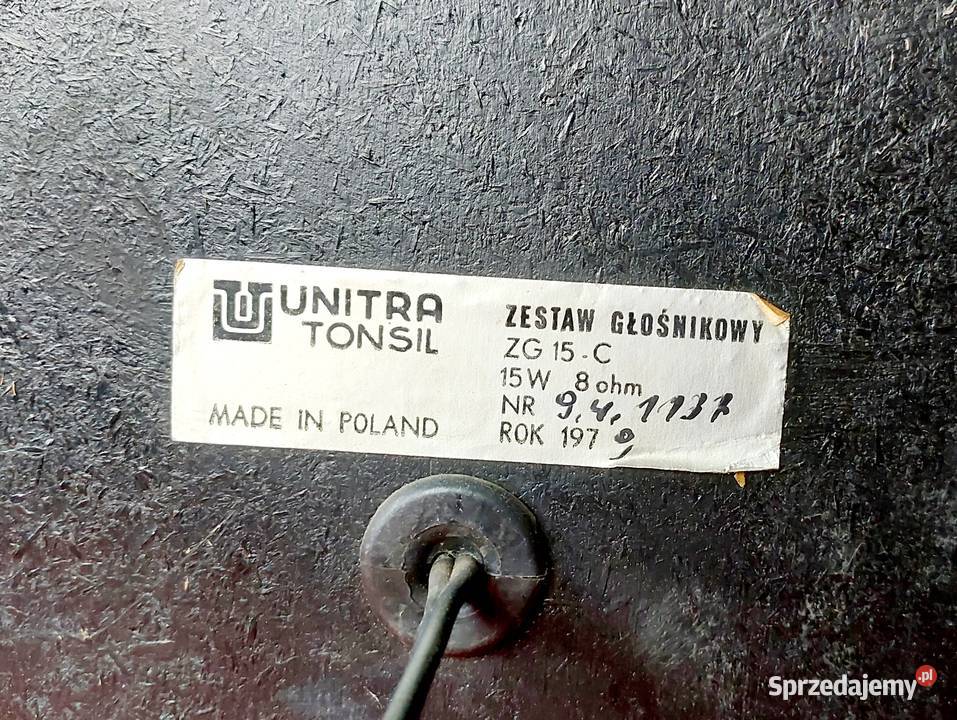 UNITRA
TONSIL
MADE IN POLAND
ZESTAW GŁOŚNIKOWY
ZG 15-C
15W 8 ohm
NR 9.4.1137
ROK 1979
Sprzedajemy.pl